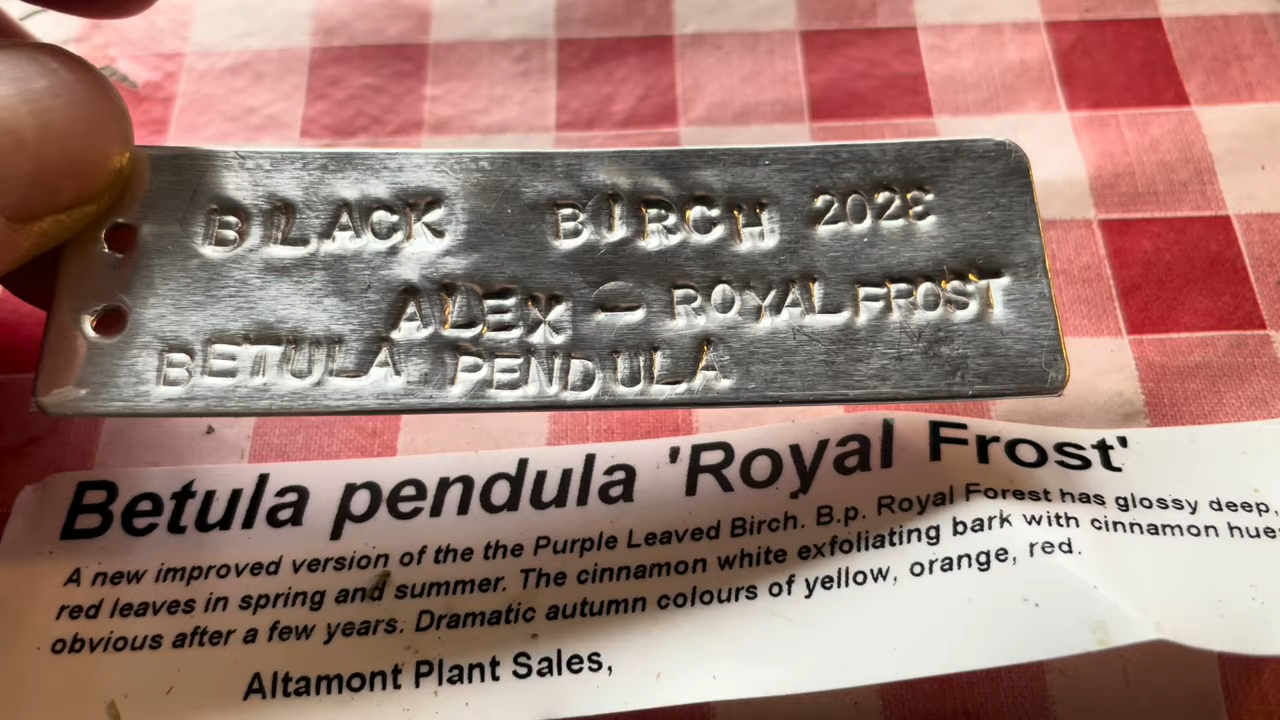 BLACK BIRCH 2023
ALEX - ROYAL FROST
BETULA PENDULA
Betula pendula 'Royal Frost'
A new improved version of the the Purple Leaved Birch. B.p. Royal Forest has glossy deep,
red leaves in spring and summer. The cinnamon white exfoliating bark with cinnamon hues
obvious after a few years. Dramatic autumn colours of yellow, orange, red.
Altamont Plant Sales,